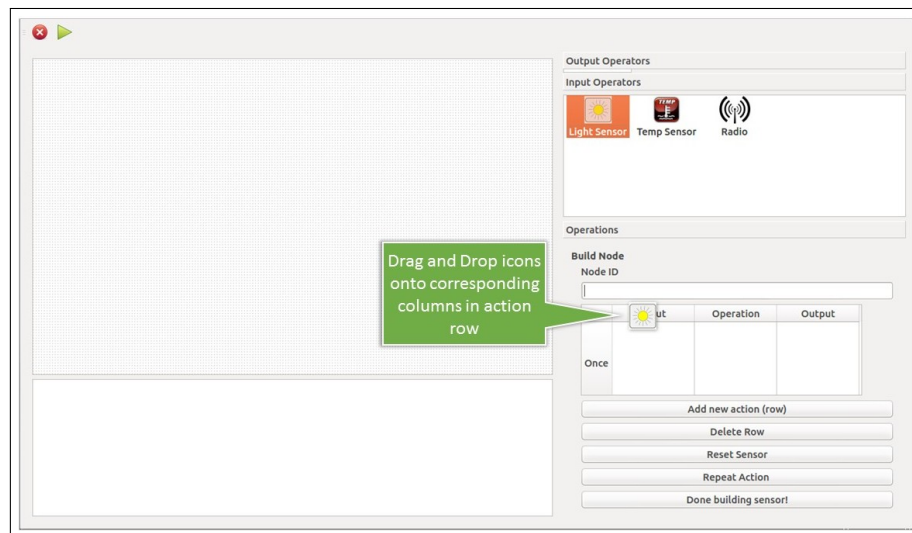 Output Operators
Input Operators
TEMP
Light Sensor Temp Sensor Radio
Operations
Build Node
Node ID
Drag and Drop icons
onto corresponding
columns in action
row
ut Operation Output
Once
Add new action (row)
Delete Row
Reset Sensor
Repeat Action
Done building sensor!